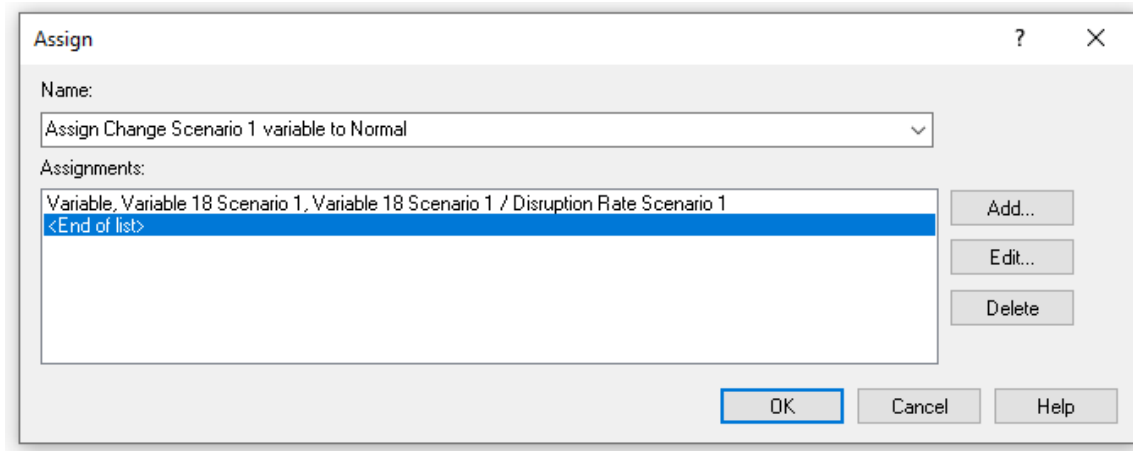 Assign
?
Name:
Assign Change Scenario 1 variable to Normal
Assignments:
Variable, Variable 18 Scenario 1, Variable 18 Scenario 1 / Disruption Rate Scenario 1
<End of list>
Add...
Edit...
Delete
OK
Cancel
Help